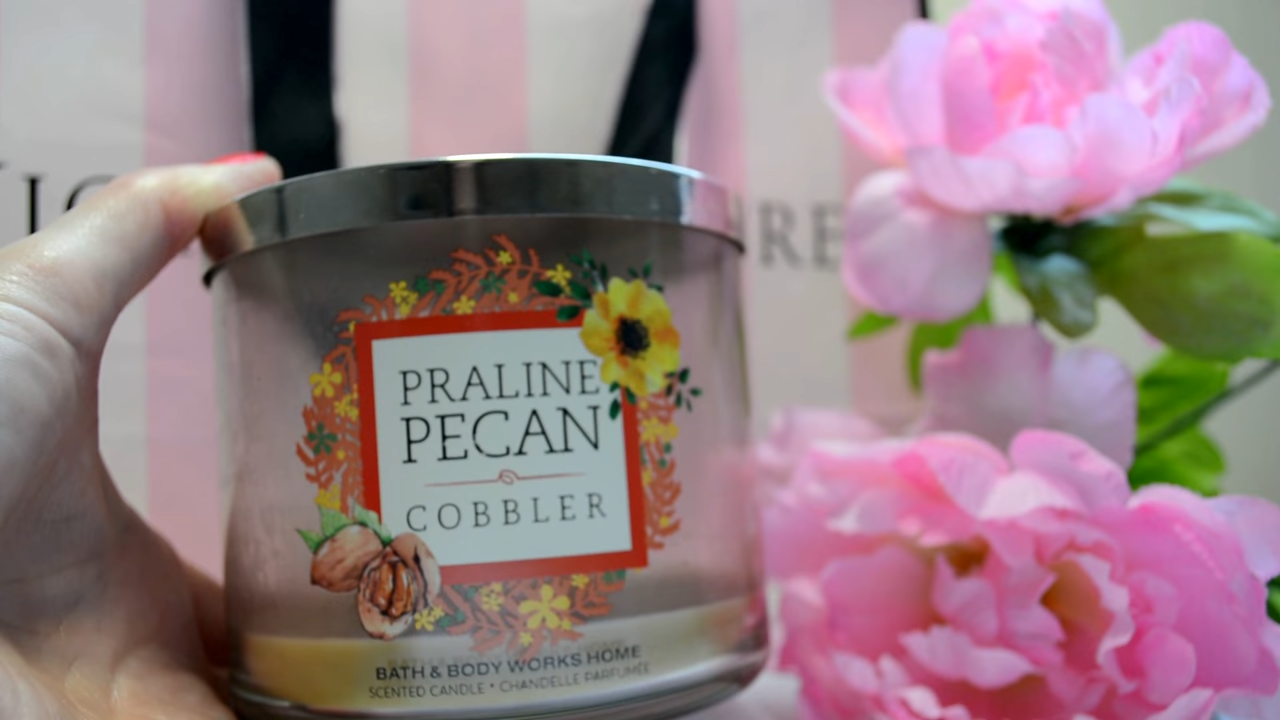 PRALINE
PECAN
COBBLER
BATH & BODY WORKS HOME
SCENTED CANDLE • CHANDELLE PARFUMÉE